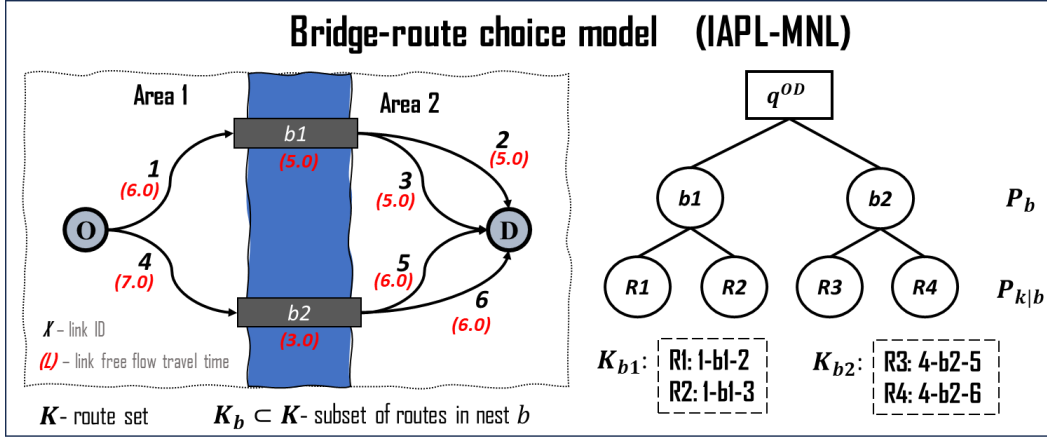 Bridge-route choice model (IAPL-MNL)
Area 1
Area 2
b1
(5.0)
1
(6.0)
2
(5.0)
3
(5.0)
O
D
4
(7.0)
5
(6.0)
6
(6.0)
b2
(3.0)
X – link ID
(L) – link free flow travel time
K - route set
K_b ⊂ K - subset of routes in nest b
q^OD
b1
b2
P_b
R1
R2
R3
R4
P_k|b
K_b1:
R1: 1-b1-2
R2: 1-b1-3
K_b2:
R3: 4-b2-5
R4: 4-b2-6